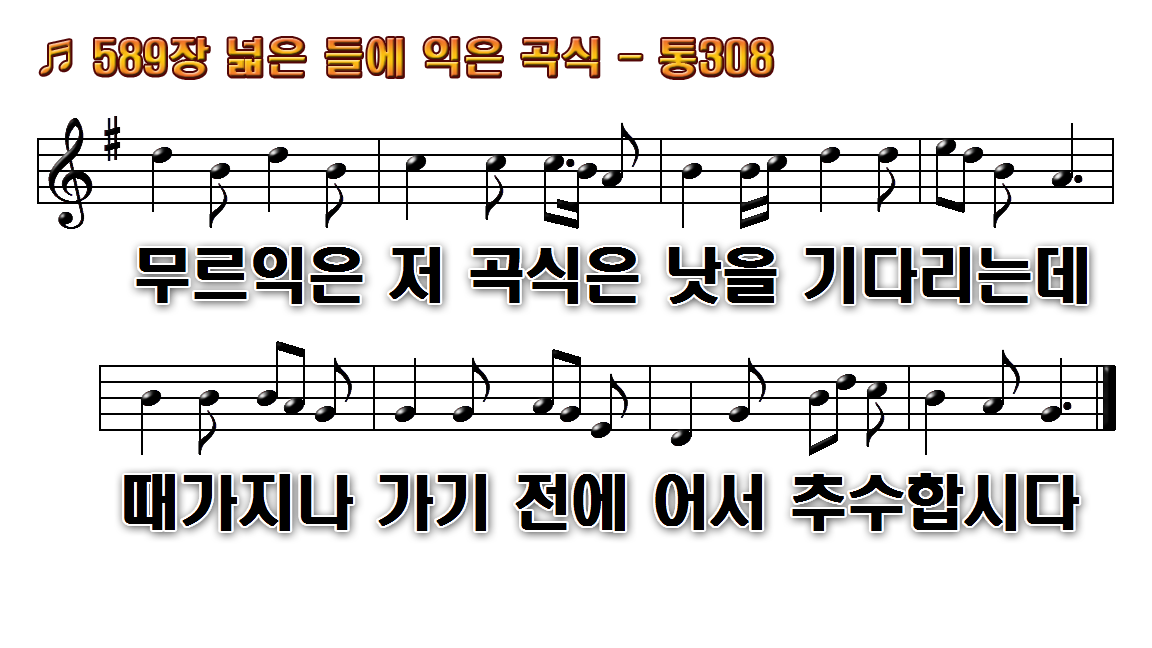 ♬ 589장 넓은 들에 익은 곡식 - 통308
무르익은 저 곡식은 낫을 기다리는데
때가지나 가기 전에 어서 추수합시다